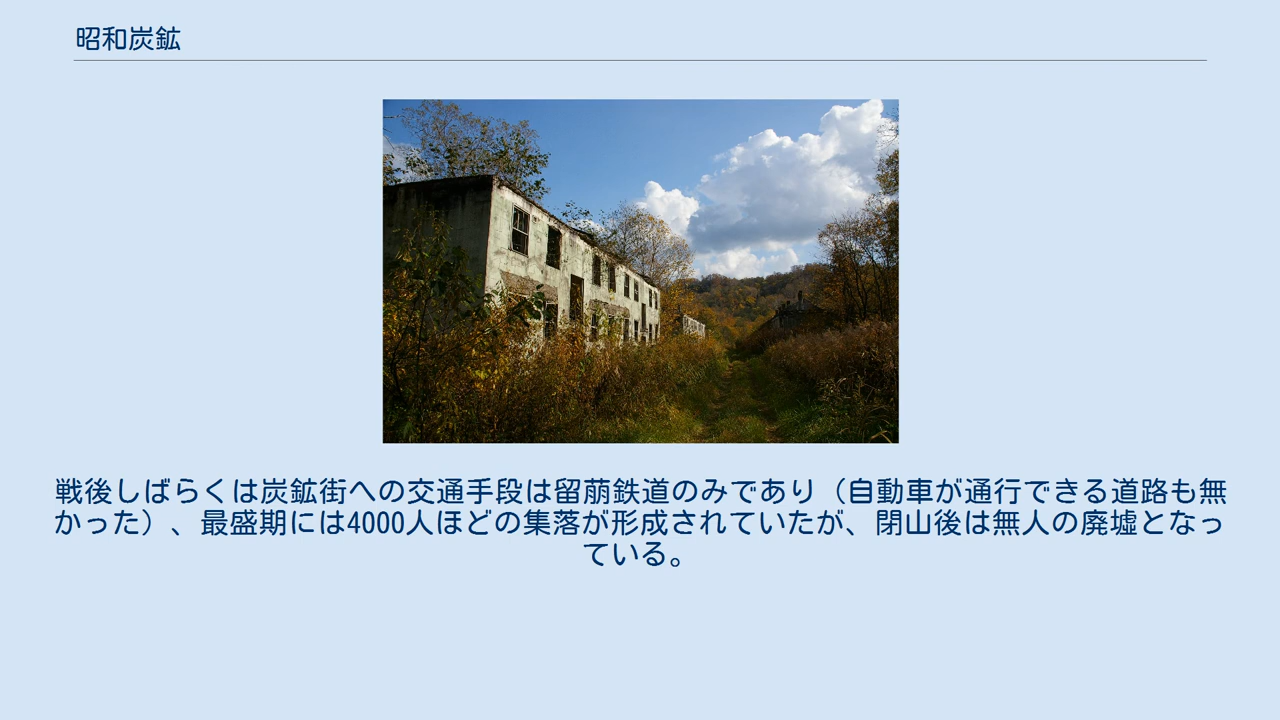 昭和炭鉱
戦後しばらくは炭鉱街への交通手段は留萠鉄道のみであり（自動車が通行できる道路も無
かった）、最盛期には4000人ほどの集落が形成されていたが、閉山後は無人の廃墟となっ
ている。